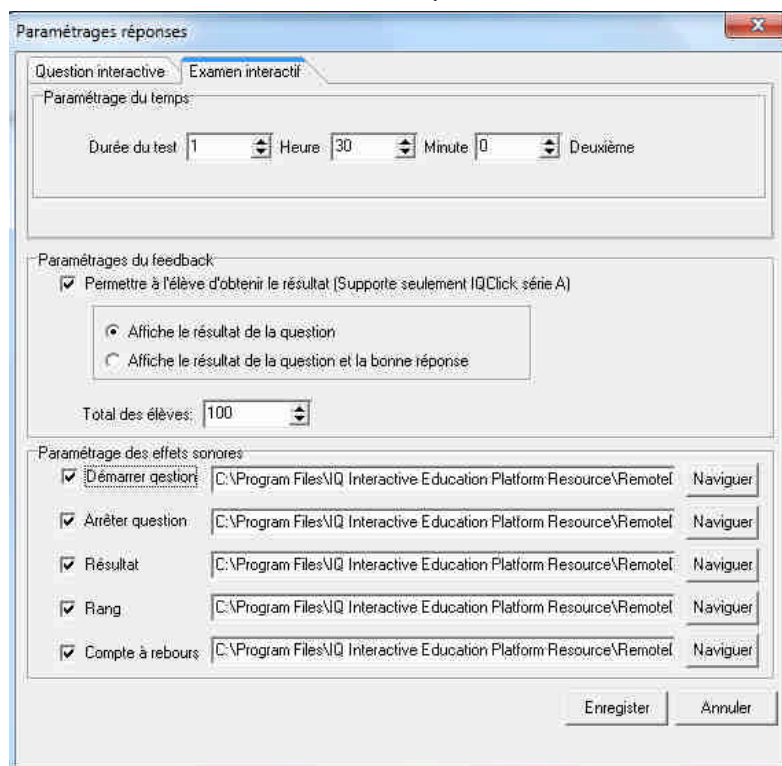 Paramétrages réponses
Question interactive Examen interactif
Paramétrage du temps
Durée du test 1 Heure 30 Minute 0 Deuxième
Paramétrages du feedback
Permettre à l'élève d'obtenir le résultat (Supporte seulement IQClick série A)
Affiche le résultat de la question
Affiche le résultat de la question et la bonne réponse
Total des élèves: 100
Paramétrage des effets sonores
Démarrer qestion C:\Program Files\IQ Interactive Education Platform Resource\Remotel Naviguer
Arrêter question C:\Program Files\IQ Interactive Education Platform Resource\Remotel Naviguer
Résultat C:\Program Files\IQ Interactive Education Platform Resource\Remotel Naviguer
Rang C:\Program Files\IQ Interactive Education Platform Resource\Remotel Naviguer
Compte à rebours C:\Program Files\IQ Interactive Education Platform Resource\Remotel Naviguer
Enregister Annuler